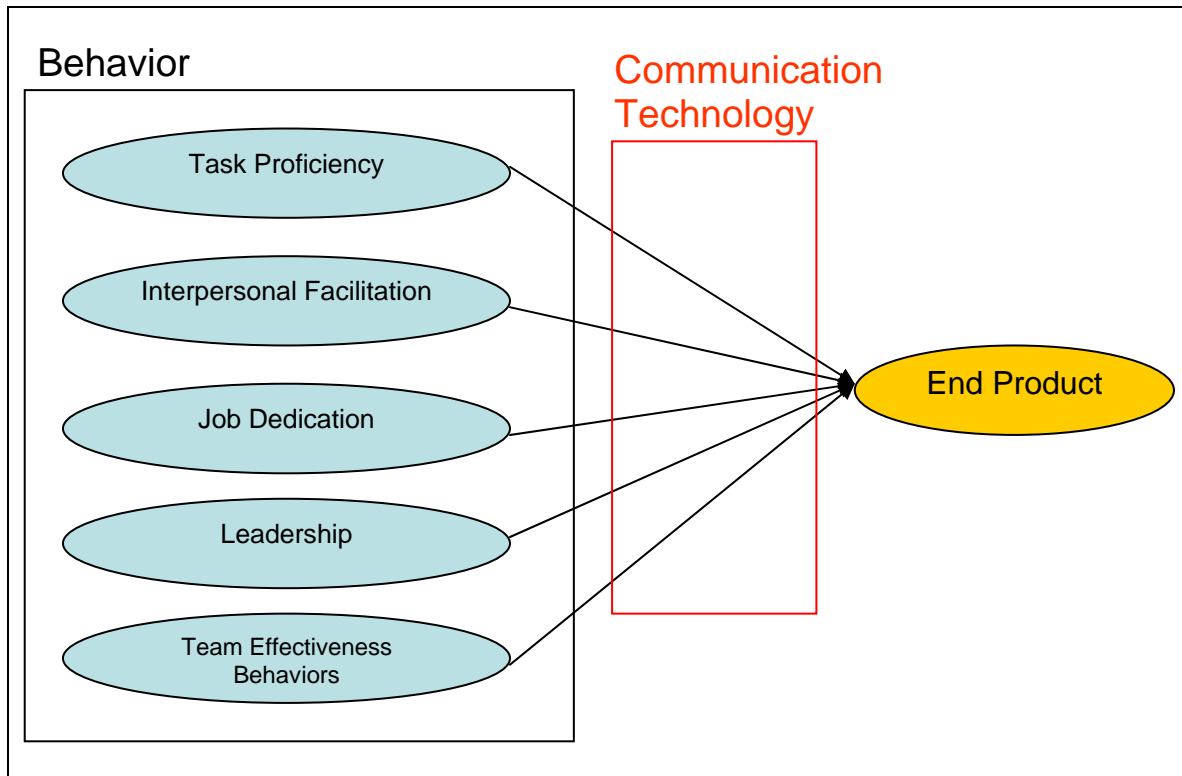 Behavior
Communication
Technology
Task Proficiency
Interpersonal Facilitation
Job Dedication
Leadership
Team Effectiveness
Behaviors
End Product